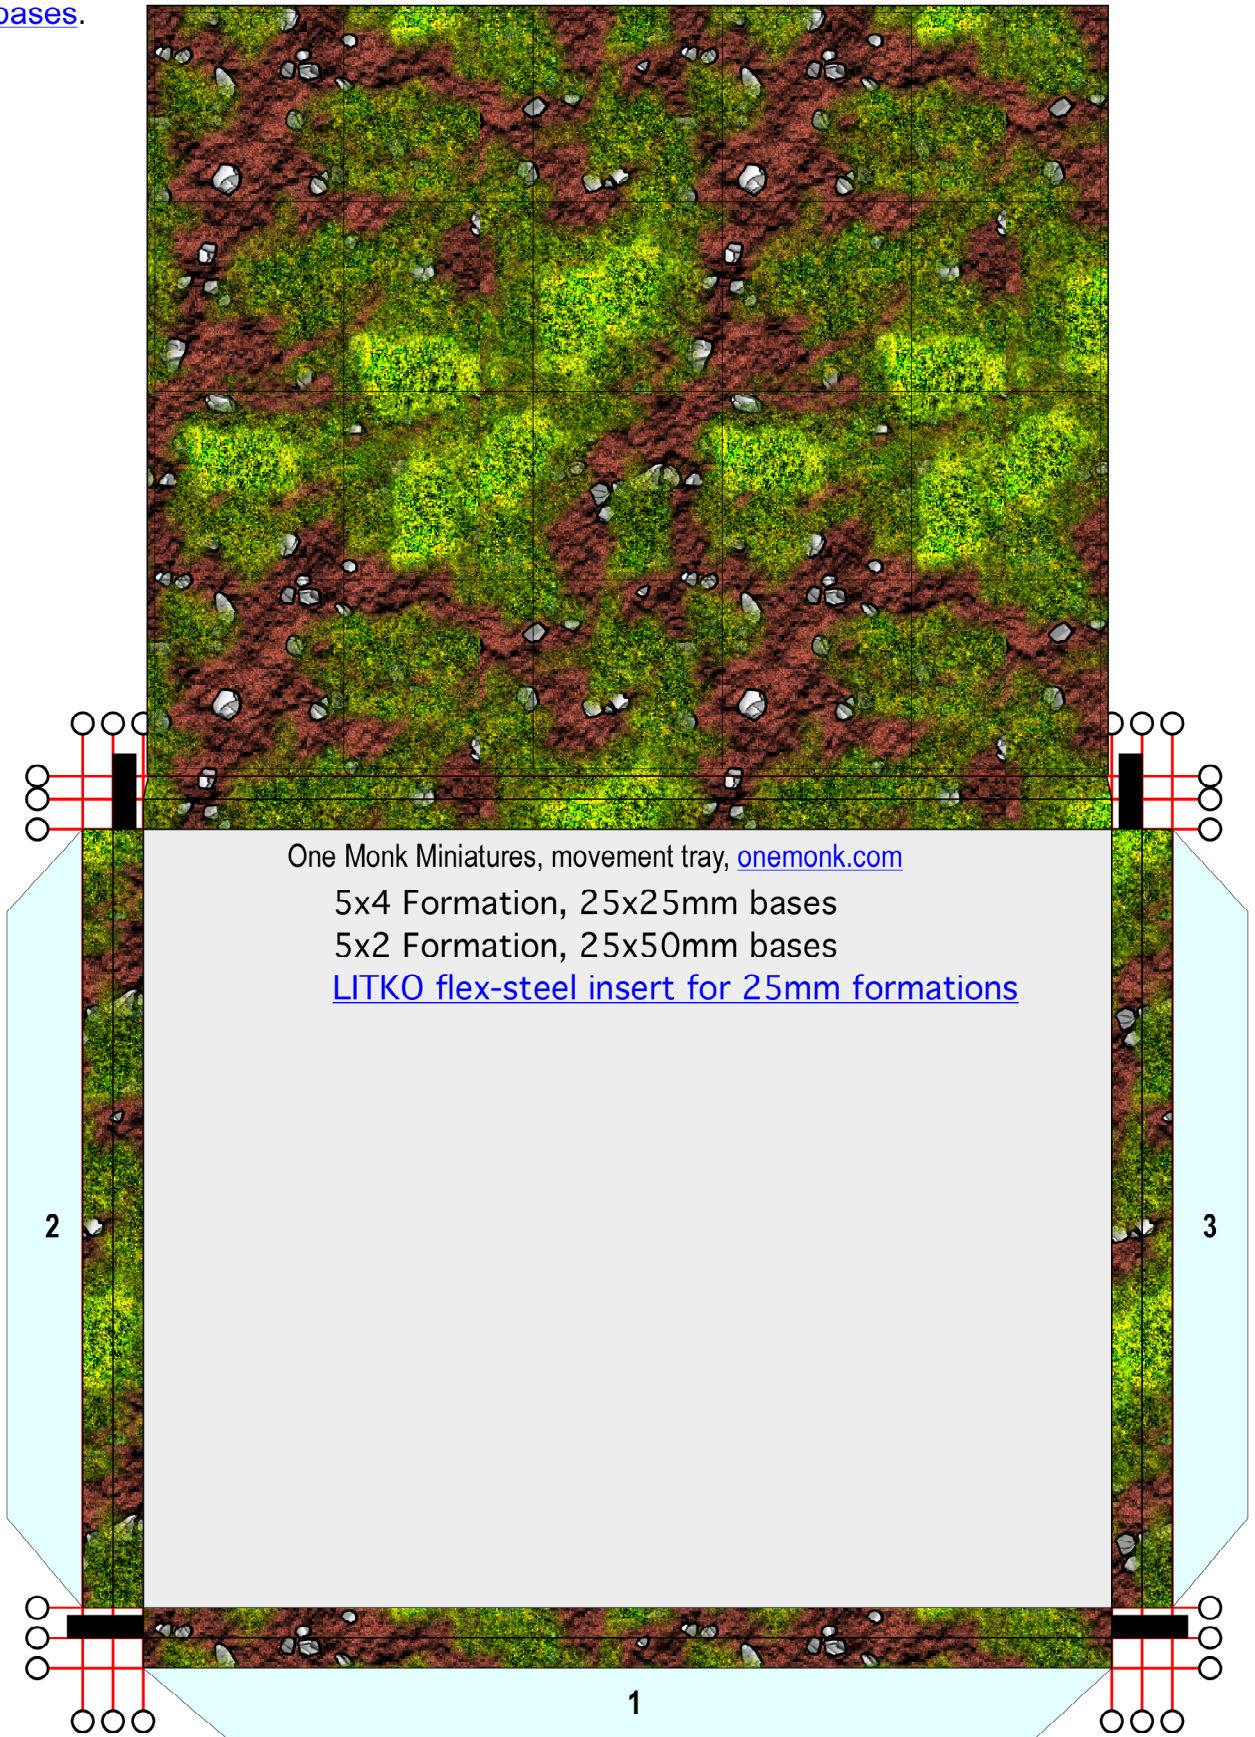 bases.
One Monk Miniatures, movement tray, onemonk.com
5x4 Formation, 25x25mm bases
5x2 Formation, 25x50mm bases
LITKO flex-steel insert for 25mm formations
2
3
1